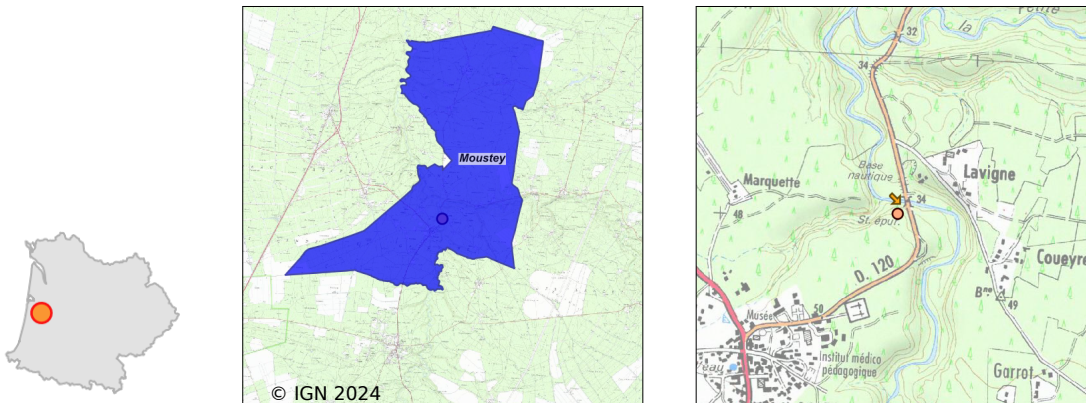 Moustey
© IGN 2024
la
32
34
Base
nautique
Lavigne
Marquette
34
48
St. épur.
D. 120
Coueyre
Bne
49
Musée
50
Institut médico
pédagogique
Garrot